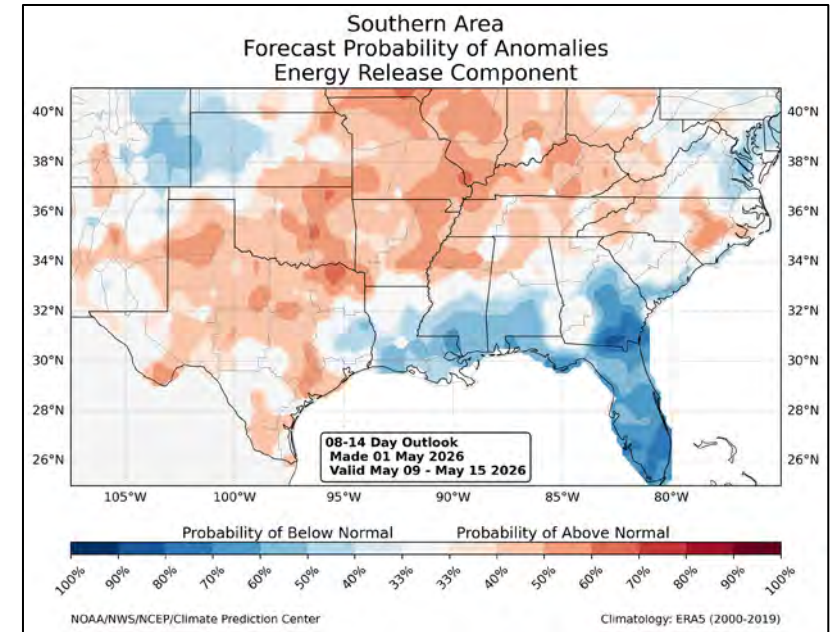 Southern Area
Forecast Probability of Anomalies
Energy Release Component
40°N 40°N
38°N 38°N
36°N 36°N
34°N 34°N
32°N 32°N
30°N 30°N
28°N 28°N
26°N 26°N
08-14 Day Outlook
Made 01 May 2026
Valid May 09 - May 15 2026
105°W 100°W 95°W 90°W 85°W 80°W
Probability of Below Normal Probability of Above Normal
100% 90% 80% 70% 60% 50% 40% 33% 33% 40% 50% 60% 70% 80% 90% 100%
NOAA/NWS/NCEP/Climate Prediction Center Climatology: ERA5 (2000-2019)